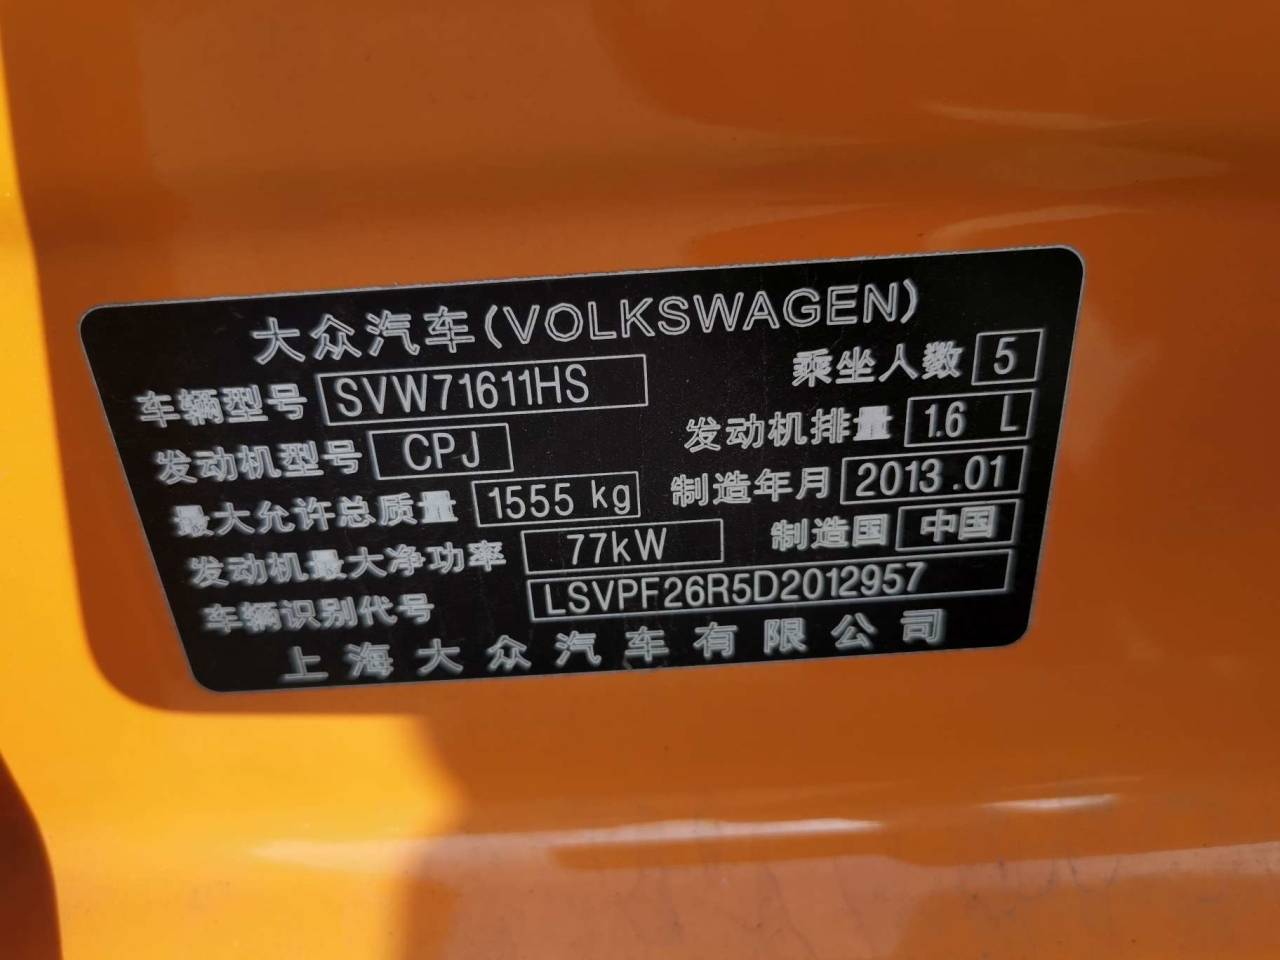 大众汽车(VOLKSWAGEN)
车辆型号 SVW71611HS 乘坐人数 5
发动机型号 CPJ 发动机排量 1.6 L
最大允许总质量 1555 kg 制造年月 2013.01
发动机最大净功率 77kW 制造国 中国
车辆识别代号 LSVPF26R5D2012957
上海大众汽车有限公司